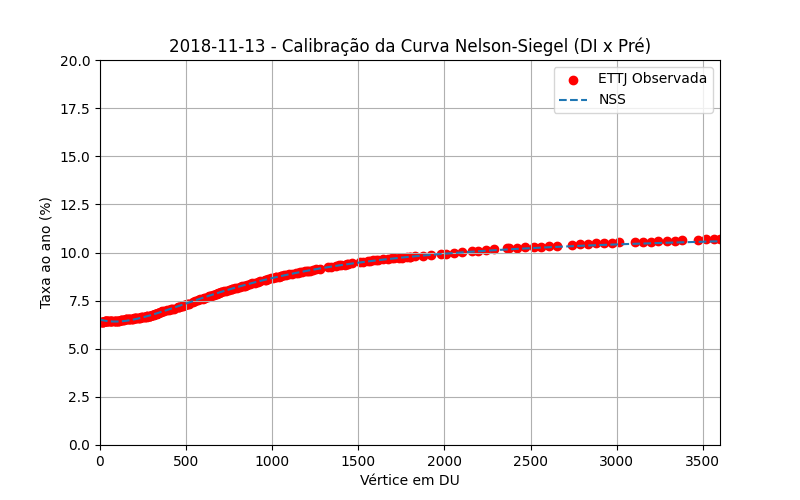 2018-11-13 - Calibração da Curva Nelson-Siegel (DI x Pré)
ETTJ Observada
NSS
Taxa ao ano (%)
20.0
17.5
15.0
12.5
10.0
7.5
5.0
2.5
0.0
0 500 1000 1500 2000 2500 3000 3500
Vértice em DU